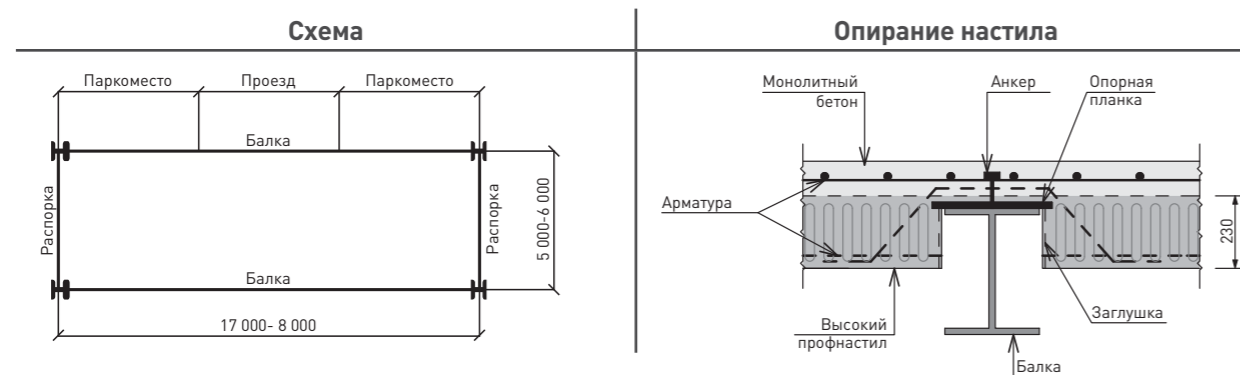 Схема
Паркоместо
Проезд
Паркоместо
Балка
Распорка
Распорка
5 000-6 000
Балка
17 000- 8 000
Опирание настила
Монолитный
бетон
Анкер
Опорная
планка
Арматура
230
Высокий
профнастил
Заглушка
Балка